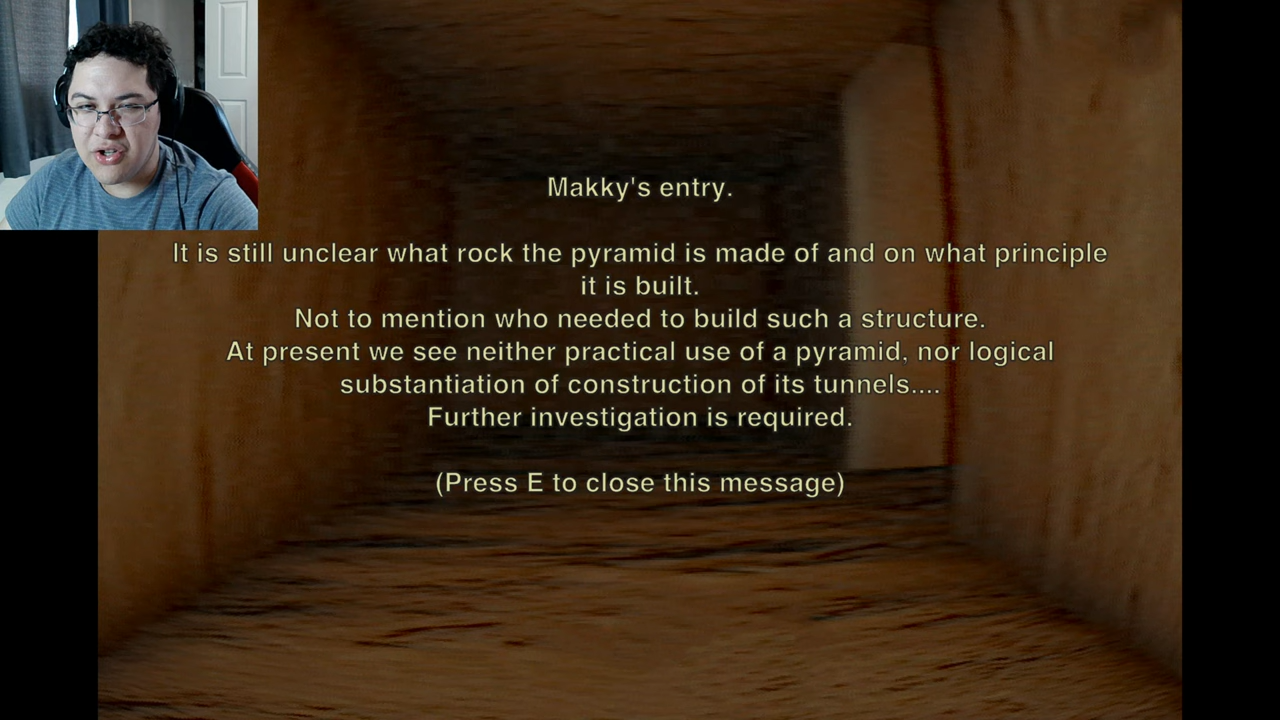 Makky's entry.
It is still unclear what rock the pyramid is made of and on what principle
it is built.
Not to mention who needed to build such a structure.
At present we see neither practical use of a pyramid, nor logical
substantiation of construction of its tunnels....
Further investigation is required.
(Press E to close this message)